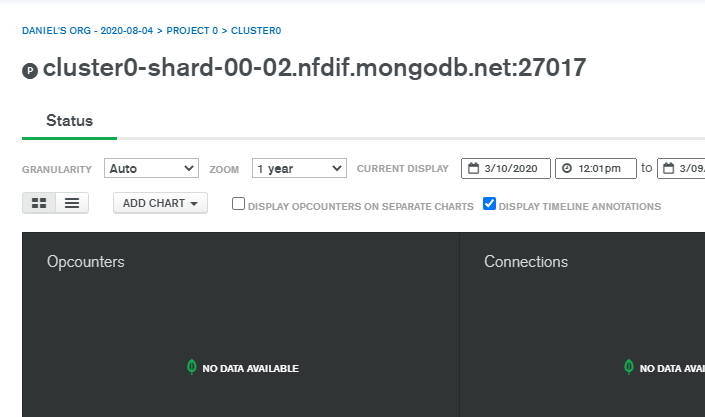 DANIEL'S ORG - 2020-08-04 > PROJECT 0 > CLUSTER0
P cluster0-shard-00-02.nfdif.mongodb.net:27017
Status
GRANULARITY Auto ZOOM 1 year CURRENT DISPLAY 3/10/2020 12:01pm to 3/09
ADD CHART DISPLAY OPCOUNTERS ON SEPARATE CHARTS DISPLAY TIMELINE ANNOTATIONS
Opcounters Connections
NO DATA AVAILABLE NO DATA AVAI